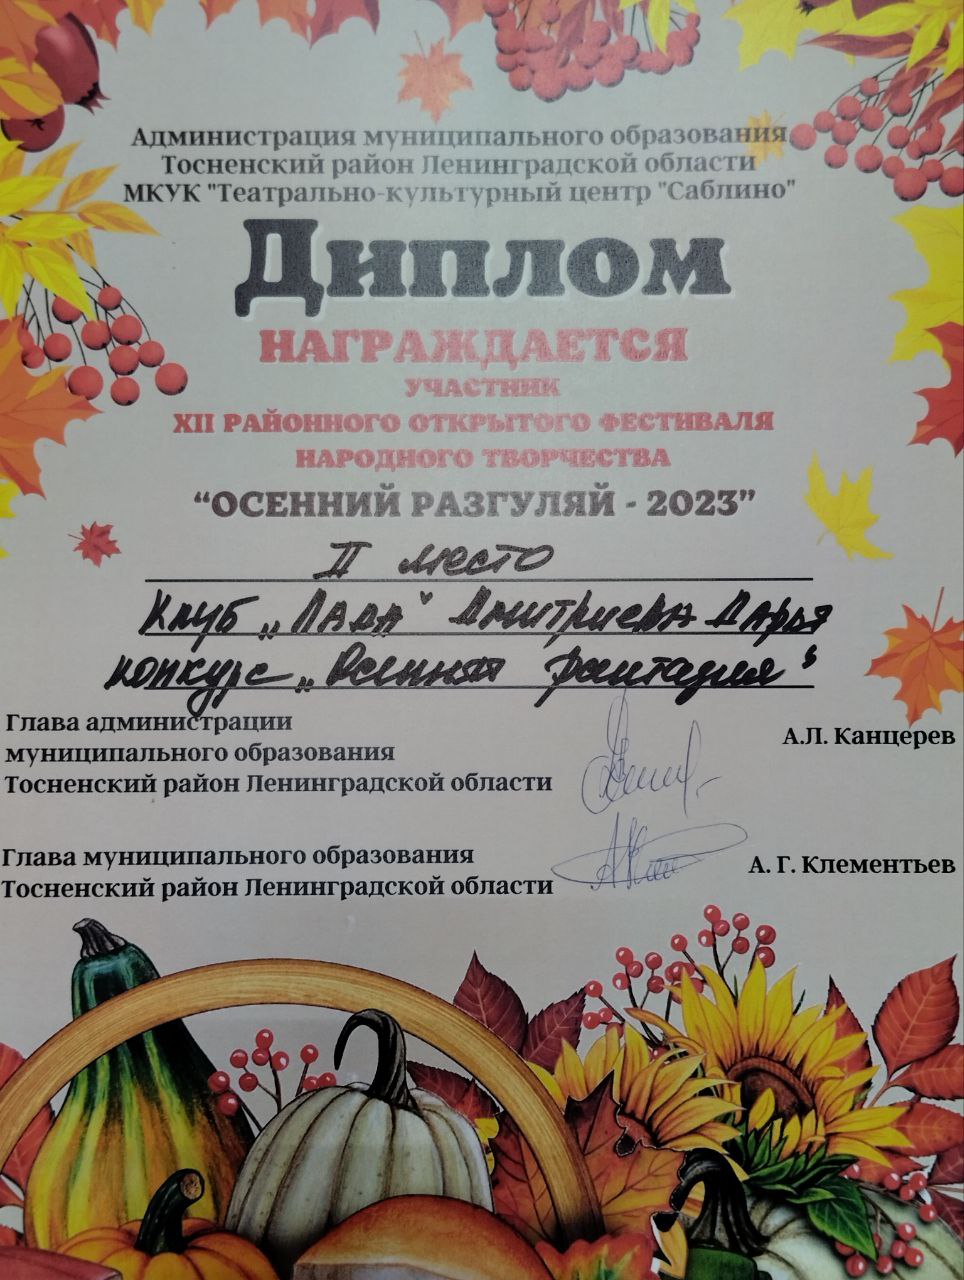 Администрация муниципального образования
Тосненский район Ленинградской области
МКУК "Театрально-культурный центр "Саблино"
Диплом
НАГРАЖДАЕТСЯ
УЧАСТНИК
XII РАЙОННОГО ОТКРЫТОГО ФЕСТИВАЛЯ
НАРОДНОГО ТВОРЧЕСТВА
“ОСЕННИЙ РАЗГУЛЯЙ - 2023”
II место
Клуб „Лада“ Дмитриева Дарья
конкурс „Осенняя фантазия“
Глава администрации
муниципального образования
Тосненский район Ленинградской области
А.Л. Канцерев
Глава муниципального образования
Тосненский район Ленинградской области
А. Г. Клементьев